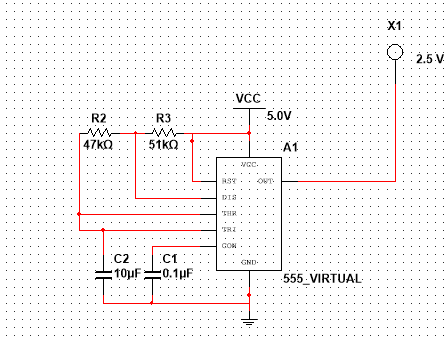 X1
2.5 V
VCC
5.0V
R2
R3
47kΩ
51kΩ
A1
VCC
RST
OUT
DIS
THR
TRI
CON
GND
C2
C1
10µF
0.1µF
555_VIRTUAL